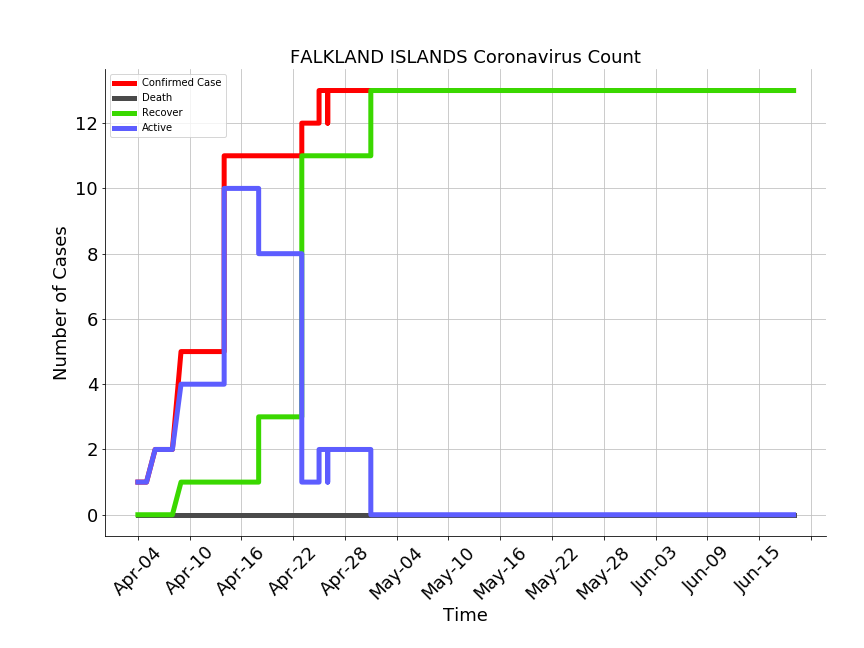 FALKLAND ISLANDS Coronavirus Count
Confirmed Case
Death
Recover
Active
Number of Cases
12
10
8
6
4
2
0
Apr-04
Apr-10
Apr-16
Apr-22
Apr-28
May-04
May-10
May-16
May-22
May-28
Jun-03
Jun-09
Jun-15
Time